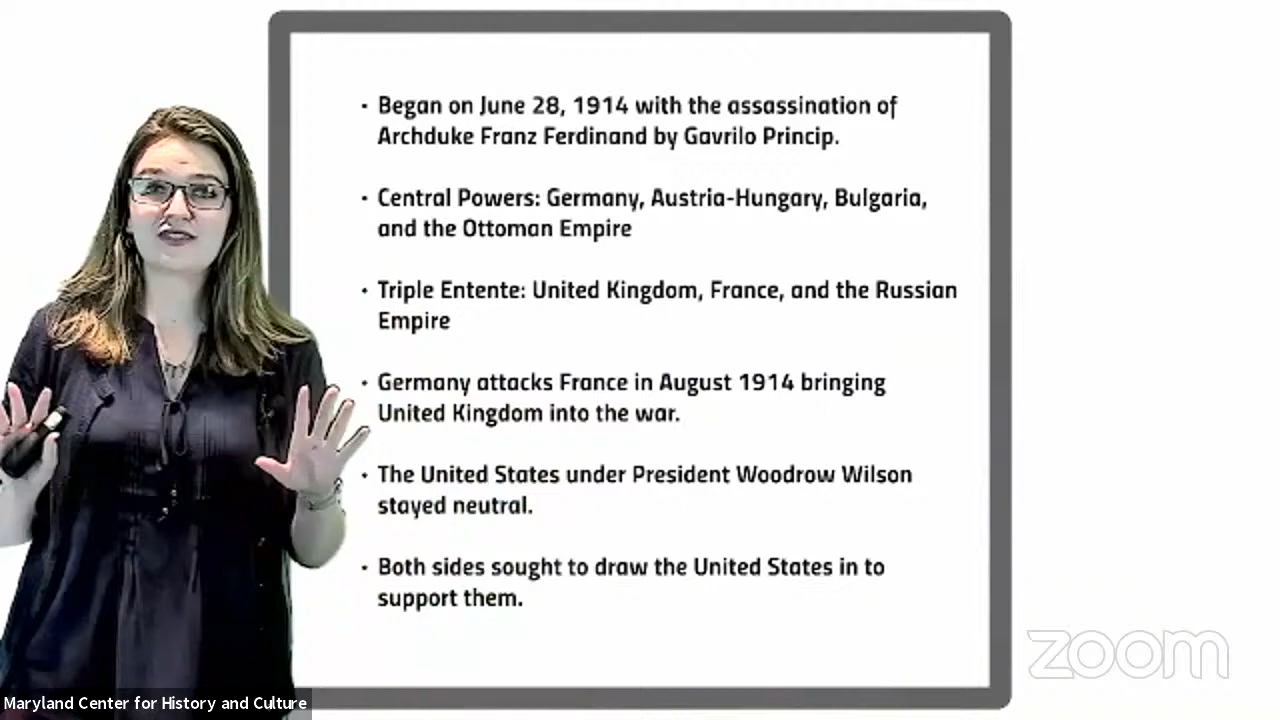 • Began on June 28, 1914 with the assassination of
Archduke Franz Ferdinand by Gavrilo Princip.
• Central Powers: Germany, Austria-Hungary, Bulgaria,
and the Ottoman Empire
• Triple Entente: United Kingdom, France, and the Russian
Empire
• Germany attacks France in August 1914 bringing
United Kingdom into the war.
• The United States under President Woodrow Wilson
stayed neutral.
• Both sides sought to draw the United States in to
support them.
zoom
Maryland Center for History and Culture